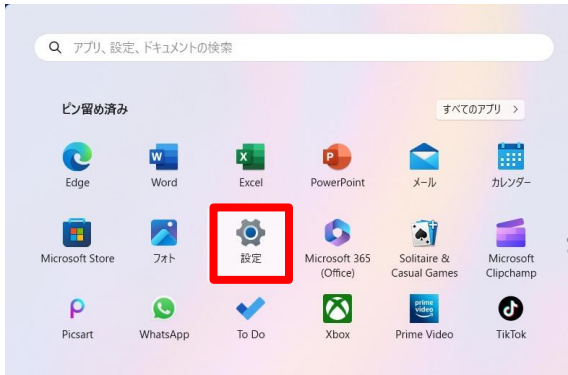 アプリ、設定、ドキュメントの検索
ピン留め済み
すべてのアプリ >
Edge
Word
Excel
PowerPoint
メール
カレンダー
Microsoft Store
フォト
設定
Microsoft 365
(Office)
Solitaire &
Casual Games
Microsoft
Clipchamp
Picsart
WhatsApp
To Do
Xbox
prime video
Prime Video
TikTok